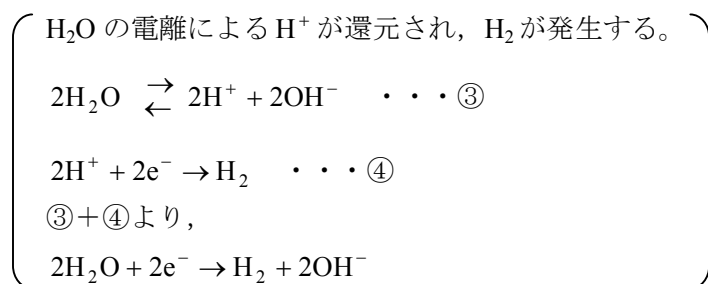 H₂O の電離による H⁺ が還元され，H₂ が発生する。
2H₂O ⇄ 2H⁺ + 2OH⁻ ・・・③
2H⁺ + 2e⁻ → H₂ ・・・④
③＋④より，
2H₂O + 2e⁻ → H₂ + 2OH⁻